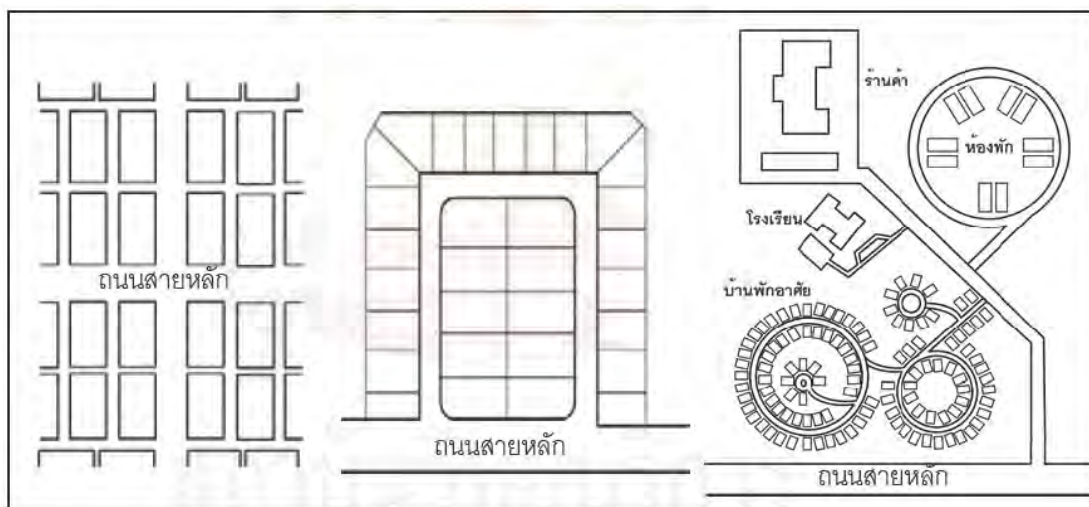 ถนนสายหลัก
ถนนสายหลัก
ร้านค้า
ห้องพัก
โรงเรียน
บ้านพักอาศัย
ถนนสายหลัก